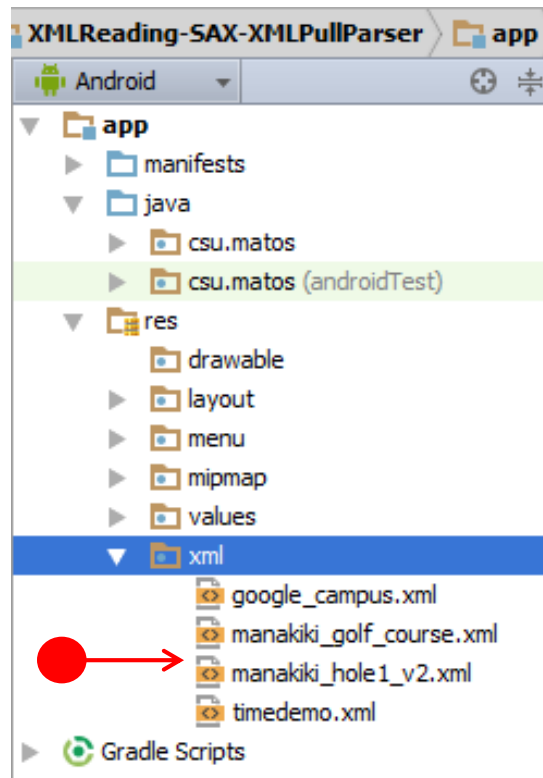 XMLReading-SAX-XMLPullParser app
Android
app
manifests
java
csu.matos
csu.matos (androidTest)
res
drawable
layout
menu
mipmap
values
xml
google_campus.xml
manakiki_golf_course.xml
manakiki_hole1_v2.xml
timedemo.xml
Gradle Scripts